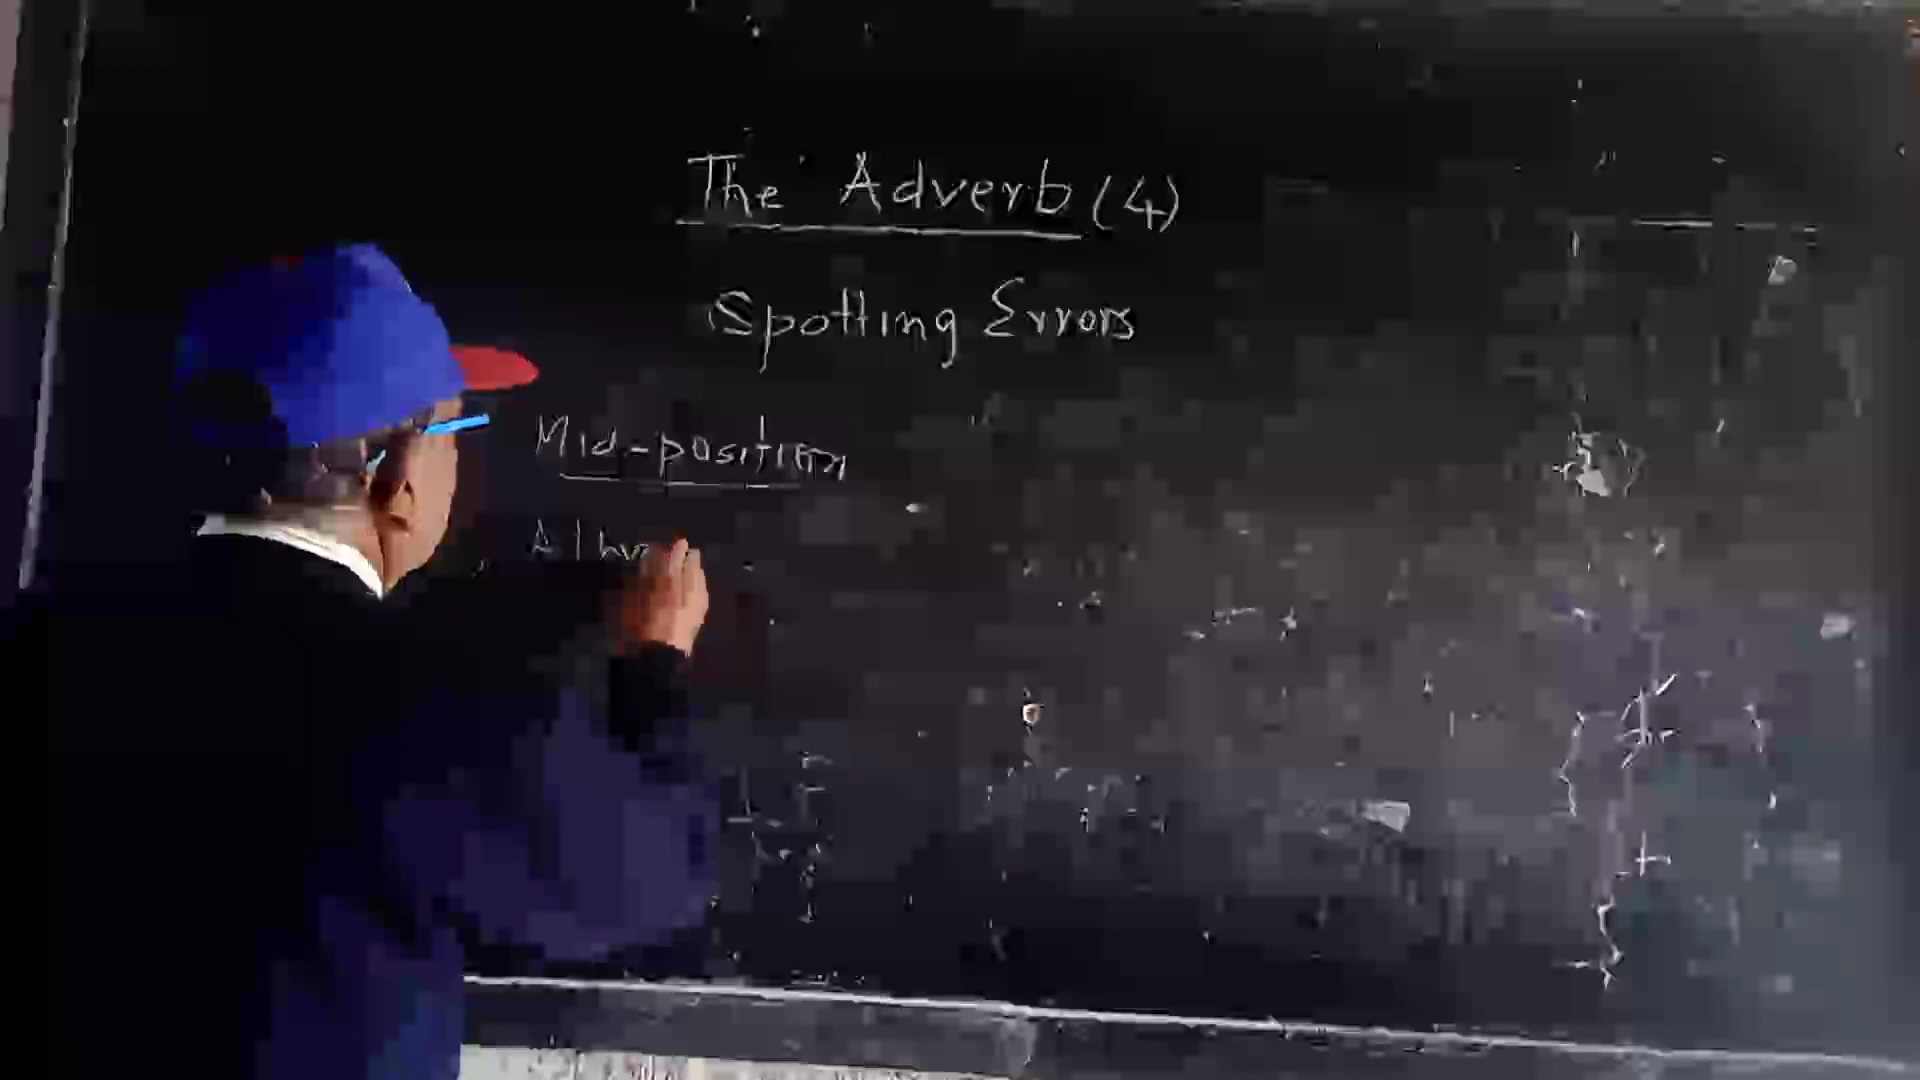 The Adverb (4)
Spotting Errors
Mid-position